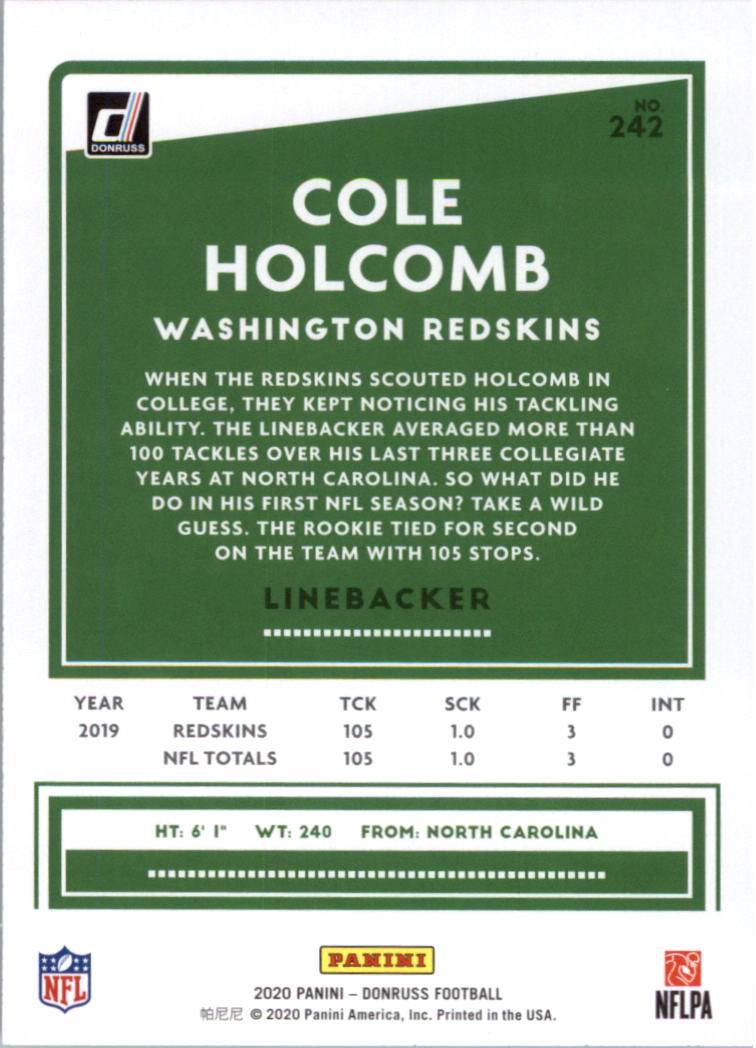 DONRUSS
NO.
242
COLE
HOLCOMB
WASHINGTON REDSKINS
WHEN THE REDSKINS SCOUTED HOLCOMB IN
COLLEGE, THEY KEPT NOTICING HIS TACKLING
ABILITY. THE LINEBACKER AVERAGED MORE THAN
100 TACKLES OVER HIS LAST THREE COLLEGIATE
YEARS AT NORTH CAROLINA. SO WHAT DID HE
DO IN HIS FIRST NFL SEASON? TAKE A WILD
GUESS. THE ROOKIE TIED FOR SECOND
ON THE TEAM WITH 105 STOPS.
LINEBACKER
YEAR TEAM TCK SCK FF INT
2019 REDSKINS 105 1.0 3 0
NFL TOTALS 105 1.0 3 0
HT: 6' 1" WT: 240 FROM: NORTH CAROLINA
NFL
PANINI
NFLPA
2020 PANINI – DONRUSS FOOTBALL
帕尼尼 © 2020 Panini America, Inc. Printed in the USA.